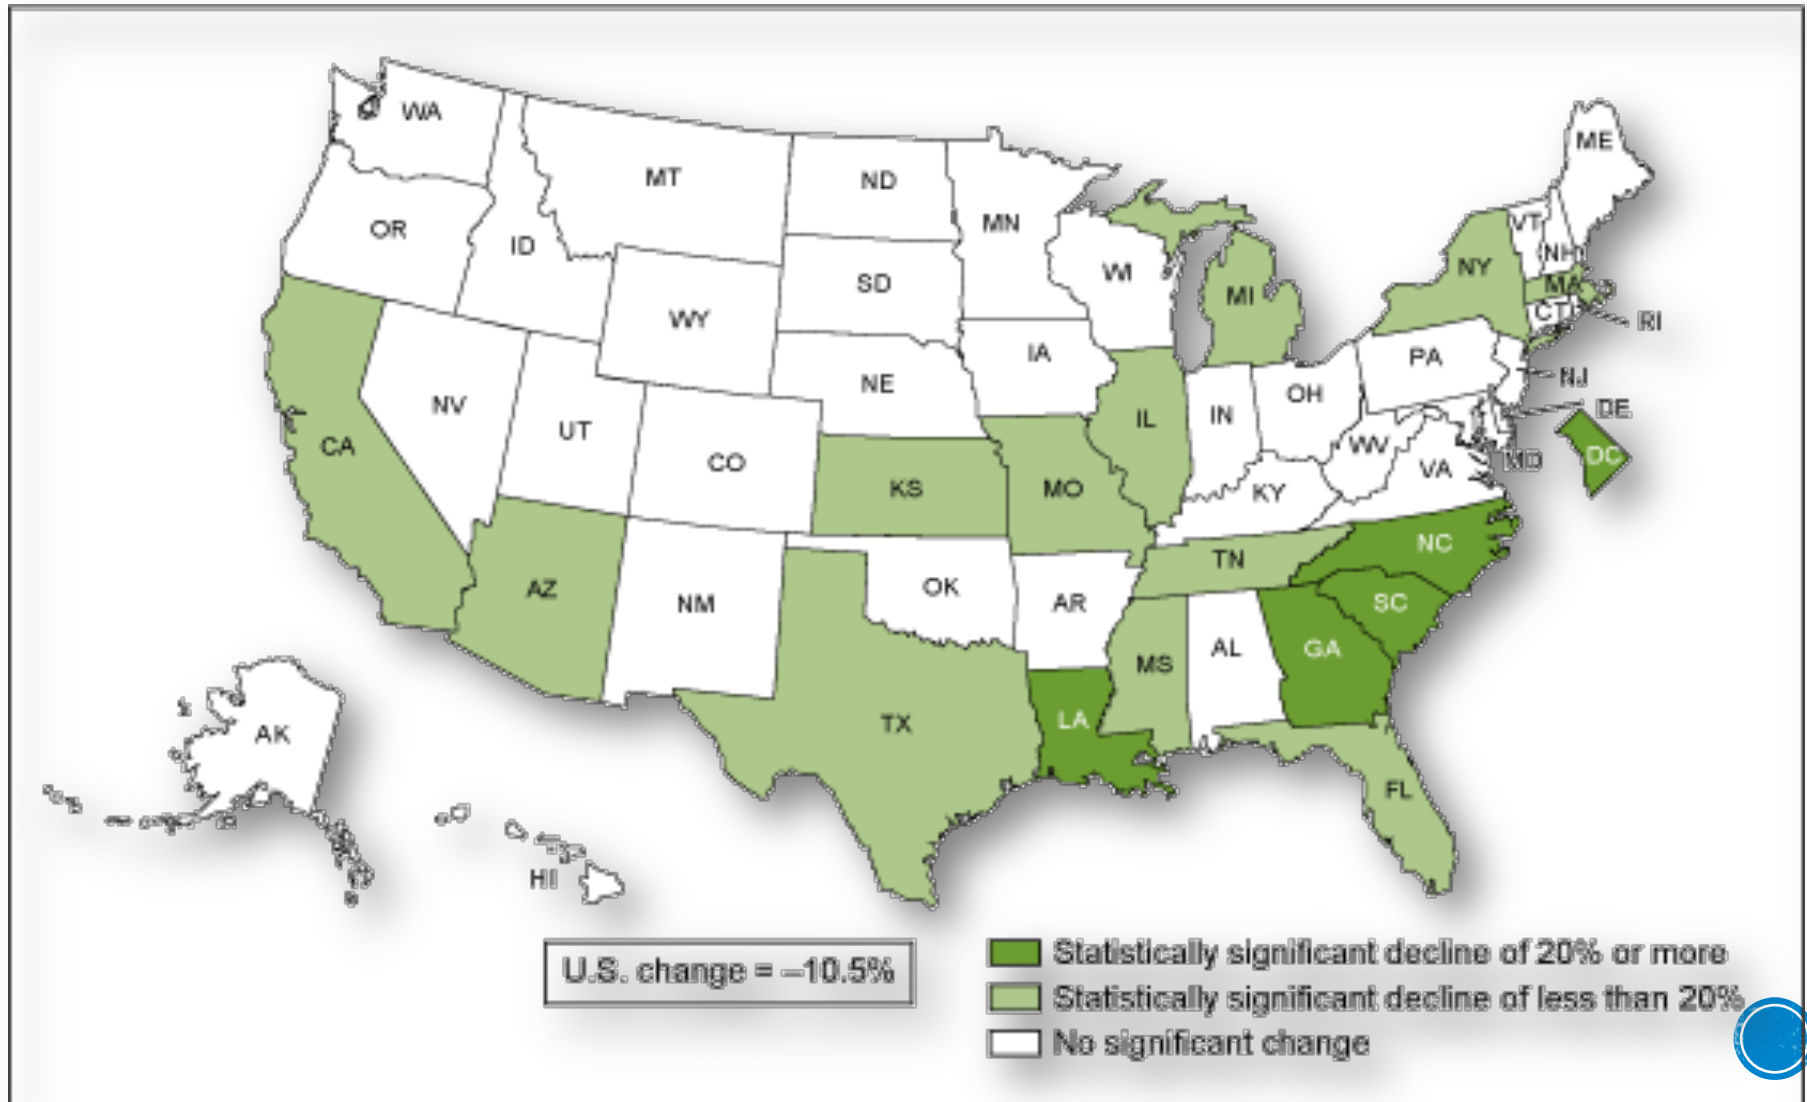 WA
MT
ND
MN
ME
OR
ID
SD
WI
MI
NY
VT
NH
MA
CT
RI
WY
IA
PA
NJ
NE
OH
DE
NV
UT
CO
IL
IN
WV
MD
VA
DC
CA
KS
MO
KY
NC
TN
AZ
NM
OK
AR
SC
MS
AL
GA
TX
LA
FL
AK
HI
U.S. change = –10.5%
Statistically significant decline of 20% or more
Statistically significant decline of less than 20%
No significant change